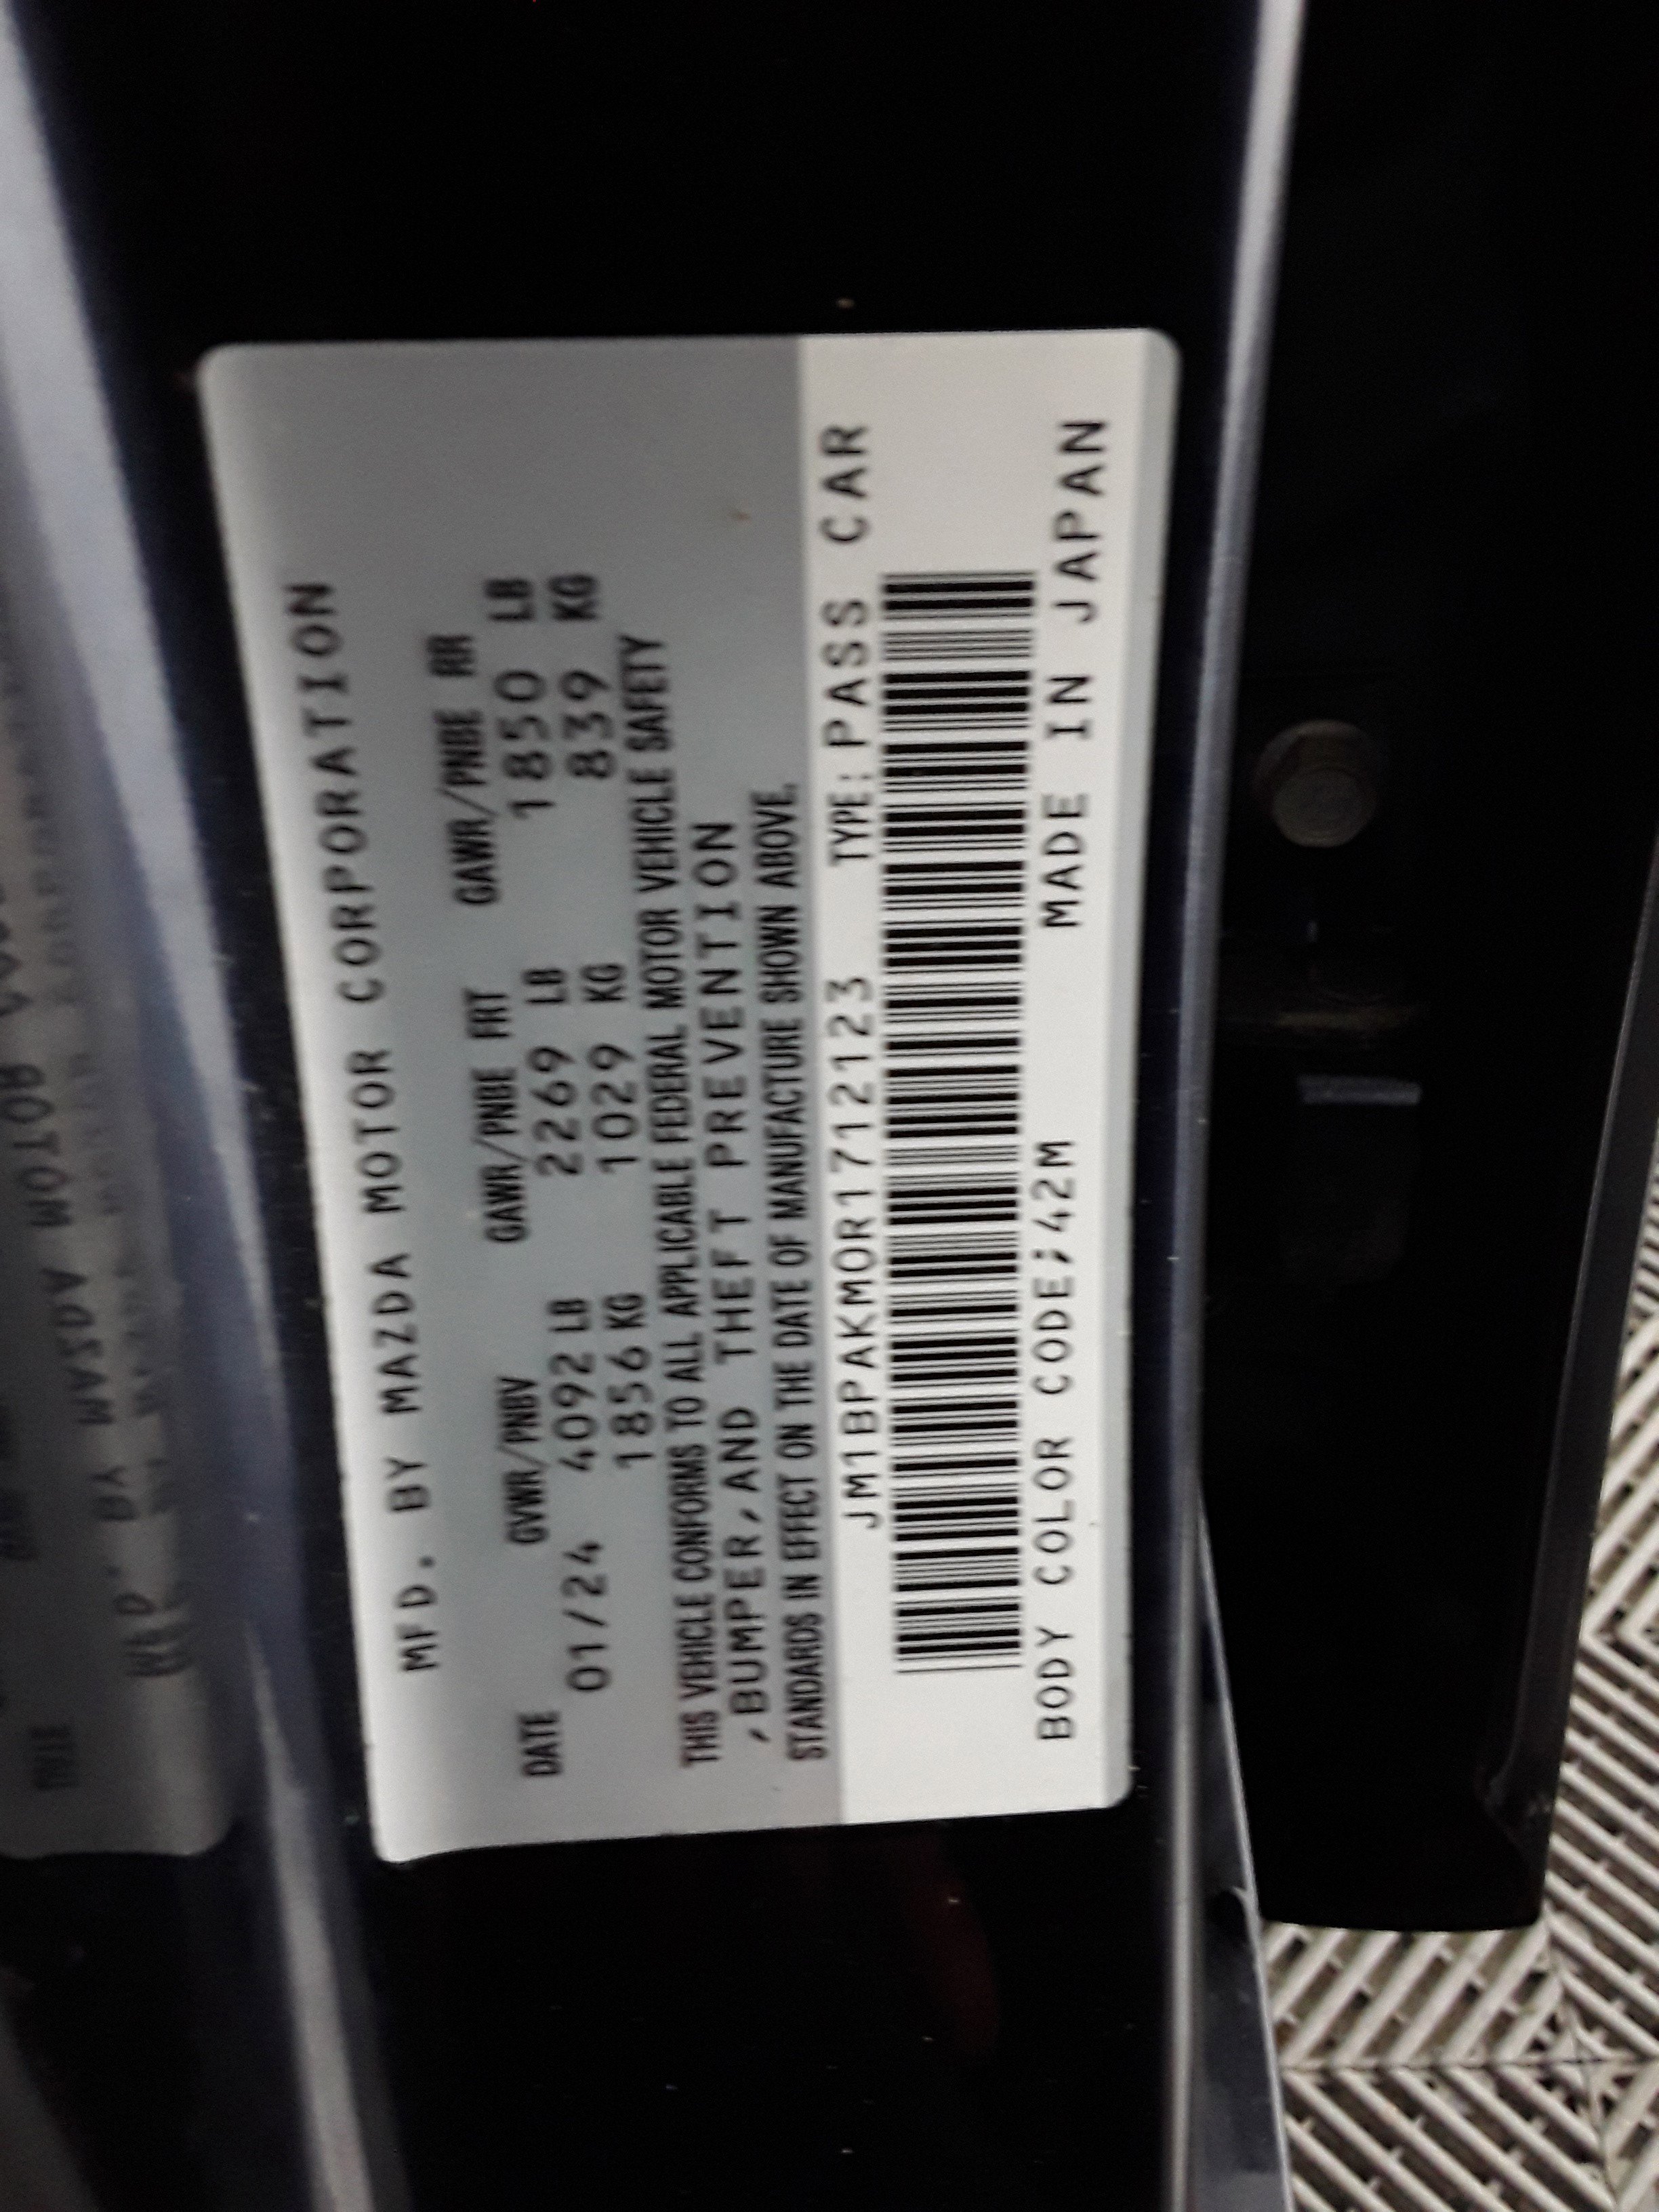 MFD. BY MAZDA MOTOR CORPORATION
DATE GVWR/PNBV GAWR/PNBE FRT GAWR/PNBE RR
01/24 4092 LB 2269 LB 1850 LB
1856 KG 1029 KG 839 KG
THIS VEHICLE CONFORMS TO ALL APPLICABLE FEDERAL MOTOR VEHICLE SAFETY
,BUMPER,AND THEFT PREVENTION
STANDARDS IN EFFECT ON THE DATE OF MANUFACTURE SHOWN ABOVE.
JM1BPAKM0R1712123 TYPE:PASS CAR
BODY COLOR CODE:42M MADE IN JAPAN